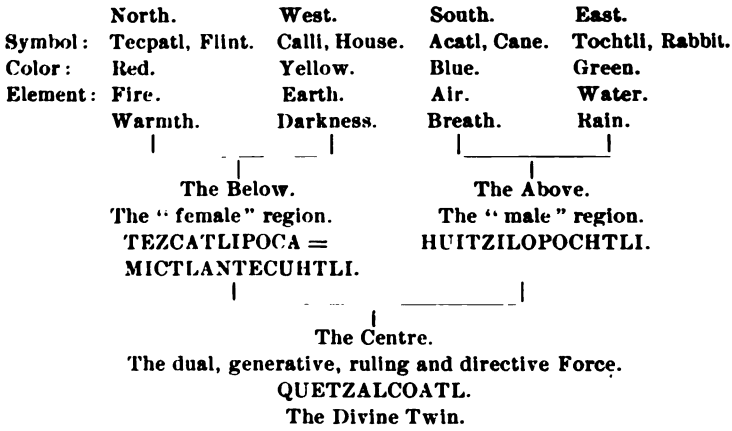 North. West. South. East.
Symbol: Tecpatl, Flint. Calli, House. Acatl, Cane. Tochtli, Rabbit.
Color: Red. Yellow. Blue. Green.
Element: Fire. Earth. Air. Water.
Warmth. Darkness. Breath. Rain.
The Below. The Above.
The "female" region. The "male" region.
TEZCATLIPOCA = HUITZILOPOCHTLI.
MICTLANTECUHTLI.
The Centre.
The dual, generative, ruling and directive Force.
QUETZALCOATL.
The Divine Twin.